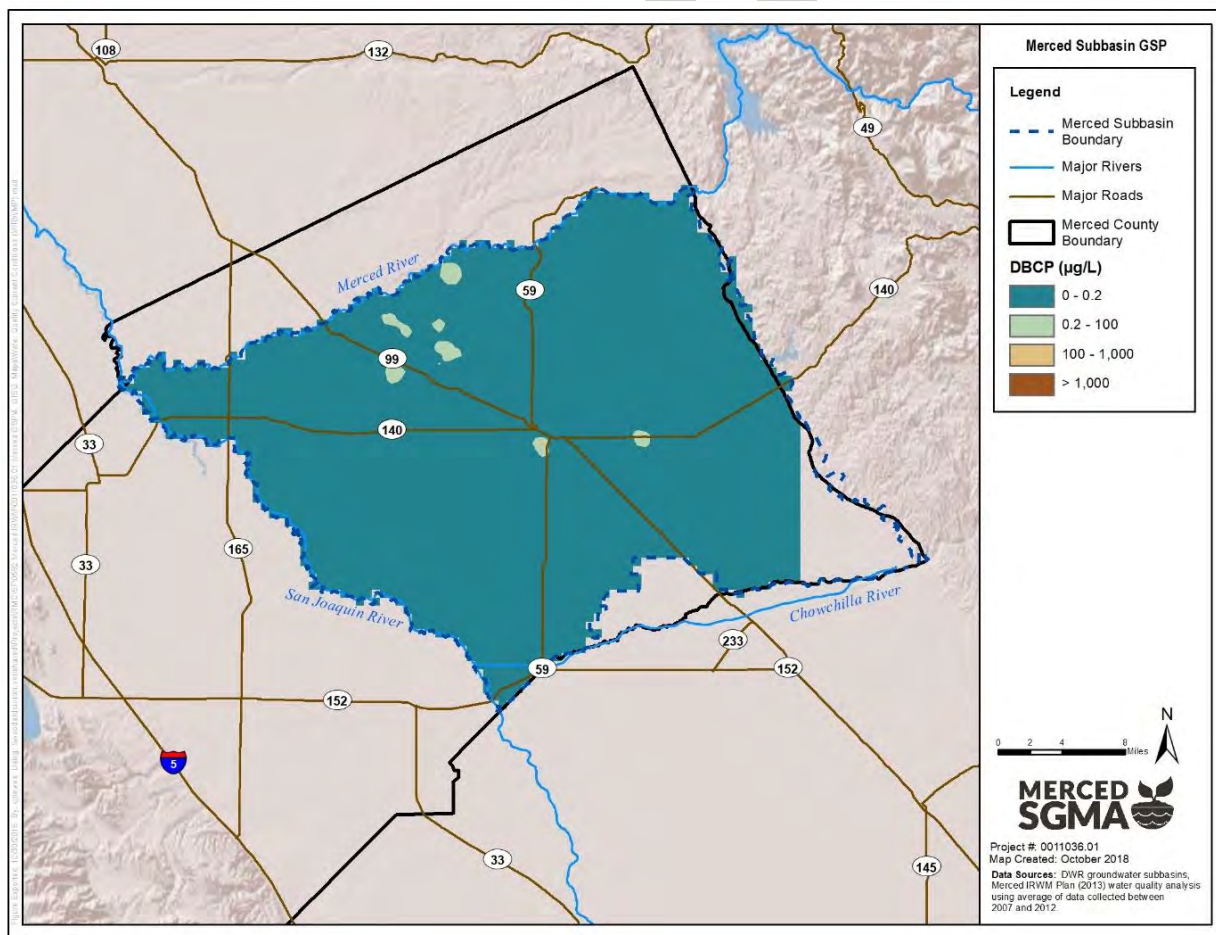 Merced Subbasin GSP
Legend
Merced Subbasin
Boundary
Major Rivers
Major Roads
Merced County
Boundary
DBCP (µg/L)
0 - 0.2
0.2 - 100
100 - 1,000
> 1,000
108
132
49
Merced River
59
140
99
140
33
165
33
San Joaquin River
Chowchilla River
233
59
152
152
5
33
145
N
0 2 4 8
Miles
MERCED
SGMA
Project #: 0011036.01
Map Created: October 2018
Data Sources: DWR groundwater subbasins,
Merced IRWM Plan (2013) water quality analysis
using average of data collected between
2007 and 2012.